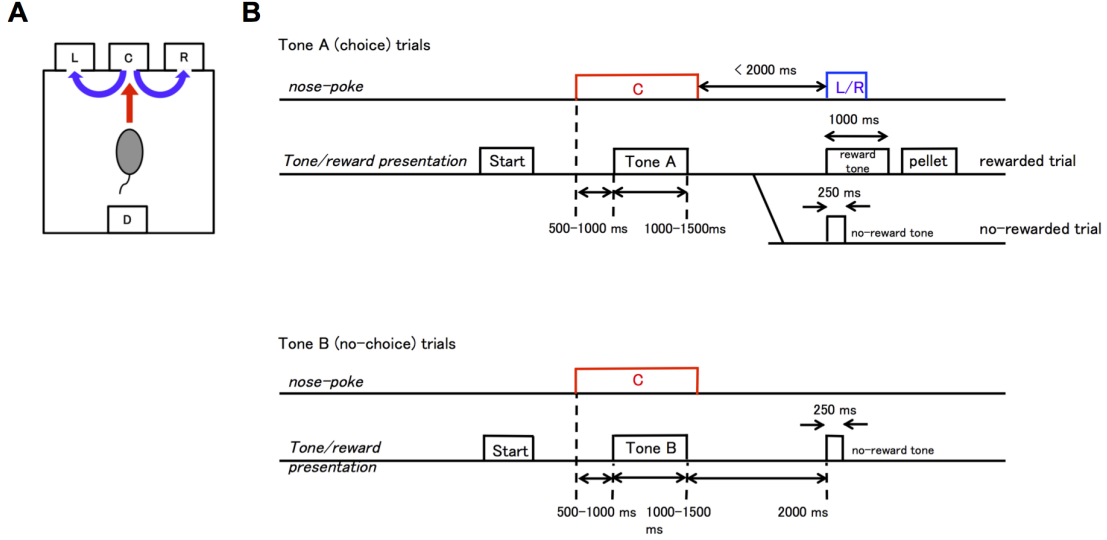 A
B
L
C
R
D
Tone A (choice) trials
nose-poke
C
< 2000 ms
L/R
1000 ms
Tone/reward presentation
Start
Tone A
reward
tone
pellet
rewarded trial
500-1000 ms
1000-1500ms
250 ms
no-reward tone
no-rewarded trial
Tone B (no-choice) trials
nose-poke
C
250 ms
Tone/reward
presentation
Start
Tone B
no-reward tone
500-1000 ms
1000-1500
ms
2000 ms